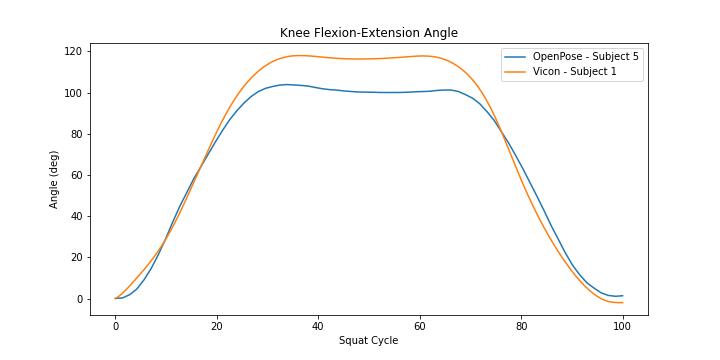 Knee Flexion-Extension Angle
OpenPose - Subject 5
Vicon - Subject 1
Angle (deg)
120
100
80
60
40
20
0
0 20 40 60 80 100
Squat Cycle